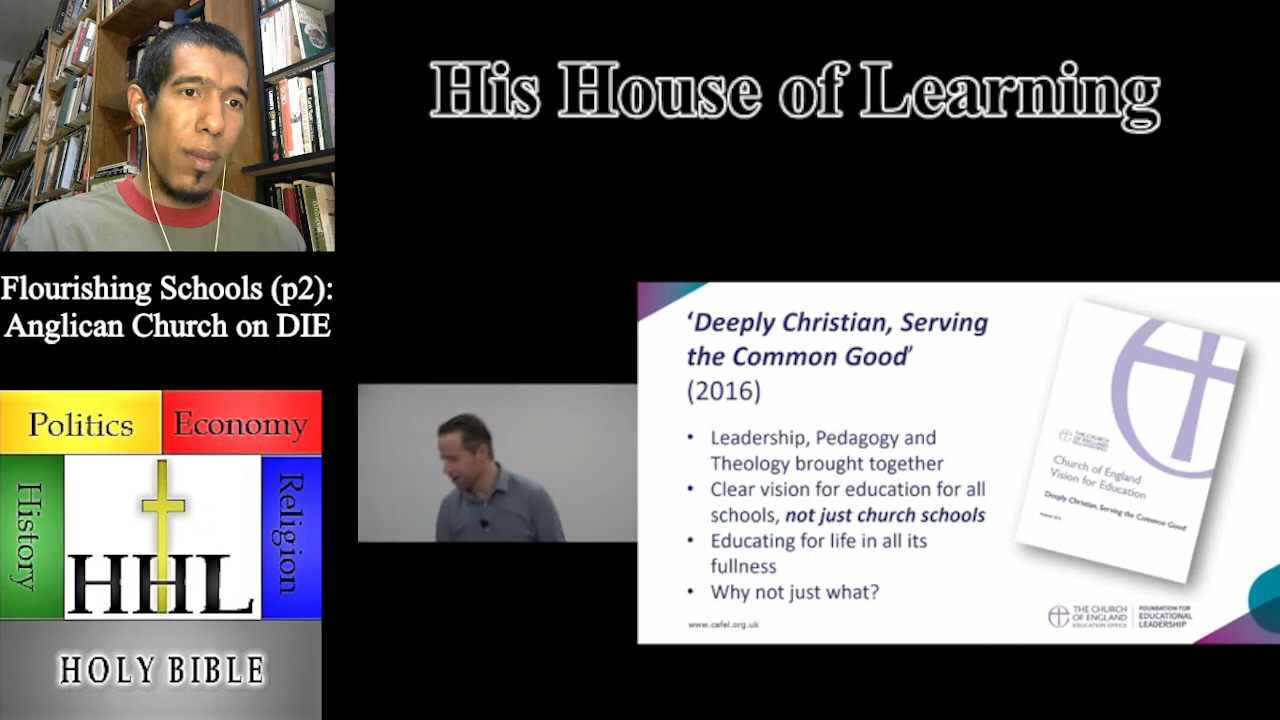 His House of Learning
Flourishing Schools (p2):
Anglican Church on DIE
Politics
Economy
History
Religion
HHL
HOLY BIBLE
‘Deeply Christian, Serving
the Common Good’
(2016)
• Leadership, Pedagogy and
Theology brought together
• Clear vision for education for all
schools, not just church schools
• Educating for life in all its
fullness
• Why not just what?
www.cefel.org.uk
THE CHURCH
OF ENGLAND
Church of England
Vision for Education
Deeply Christian, Serving the Common Good
THE CHURCH
OF ENGLAND
EDUCATION OFFICE
FOUNDATION FOR
EDUCATIONAL
LEADERSHIP